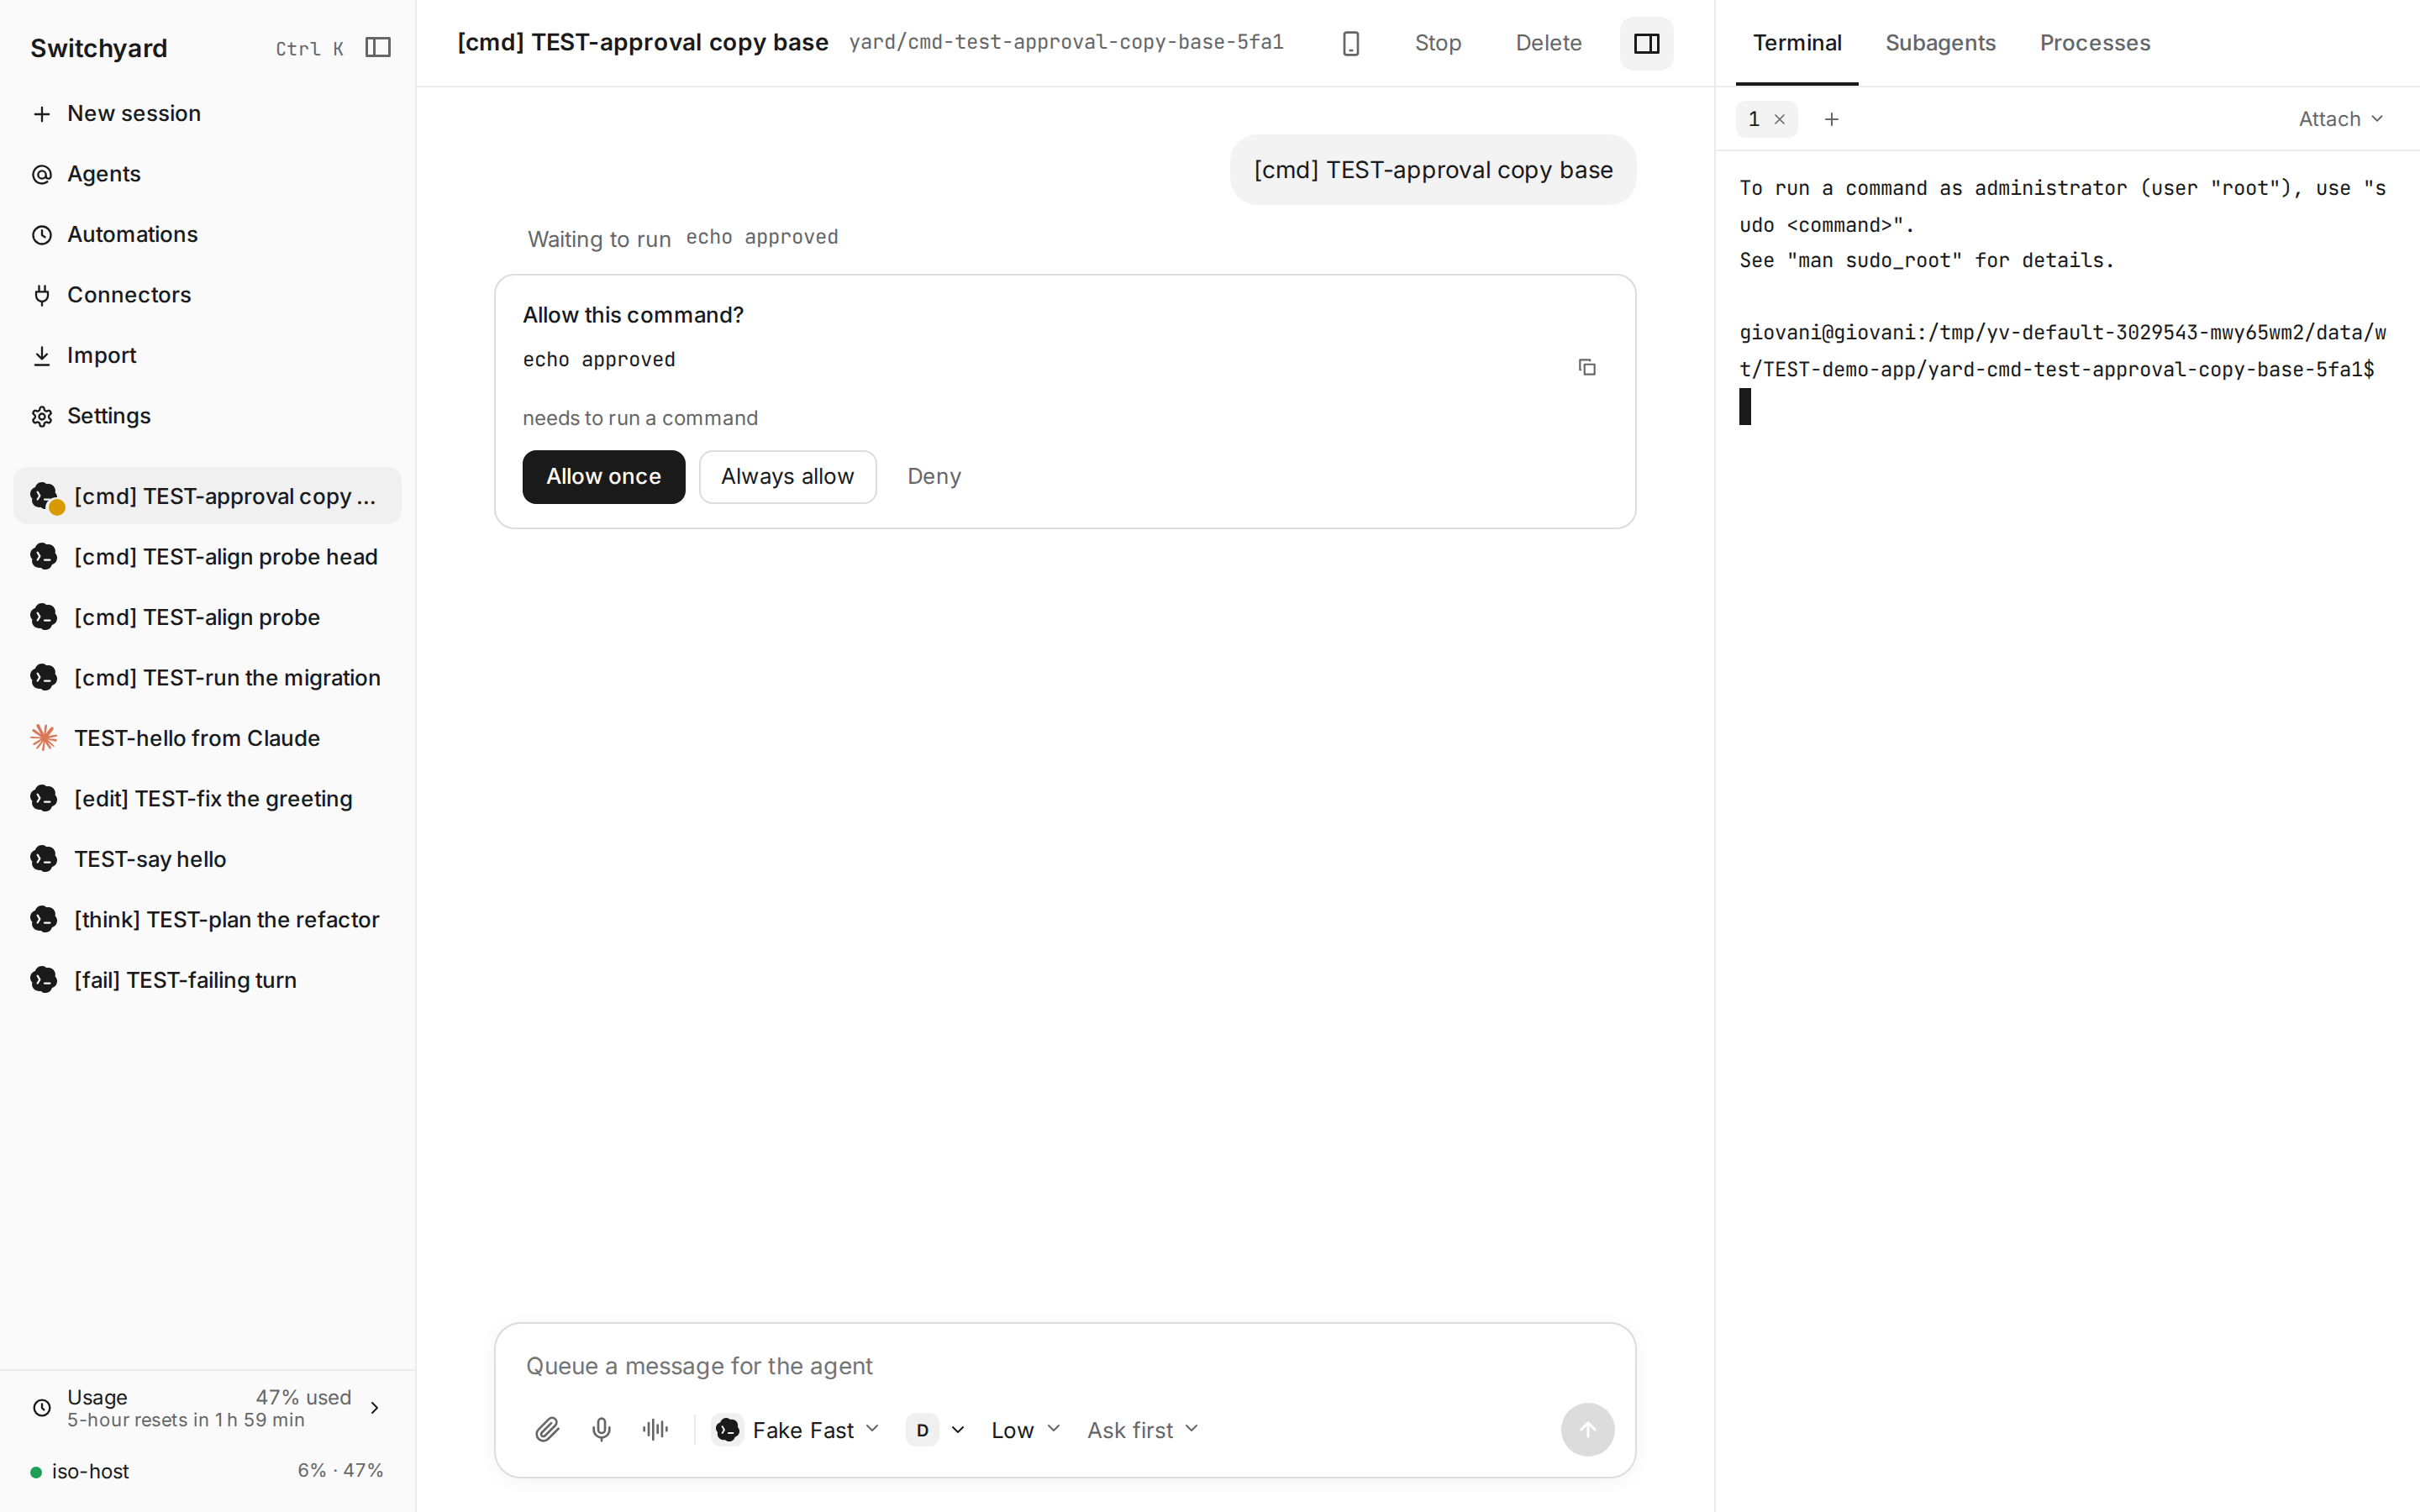 Switchyard
Ctrl K
New session
Agents
Automations
Connectors
Import
Settings
[cmd] TEST-approval copy ...
[cmd] TEST-align probe head
[cmd] TEST-align probe
[cmd] TEST-run the migration
TEST-hello from Claude
[edit] TEST-fix the greeting
TEST-say hello
[think] TEST-plan the refactor
[fail] TEST-failing turn
Usage 47% used
5-hour resets in 1 h 59 min
iso-host 6% · 47%
[cmd] TEST-approval copy base yard/cmd-test-approval-copy-base-5fa1 Stop Delete
[cmd] TEST-approval copy base
Waiting to run echo approved
Allow this command?
echo approved
needs to run a command
Allow once Always allow Deny
Queue a message for the agent
Fake Fast D Low Ask first
Terminal Subagents Processes
1 Attach
To run a command as administrator (user "root"), use "s
udo <command>".
See "man sudo_root" for details.
giovani@giovani:/tmp/yv-default-3029543-mwy65wm2/data/w
t/TEST-demo-app/yard-cmd-test-approval-copy-base-5fa1$